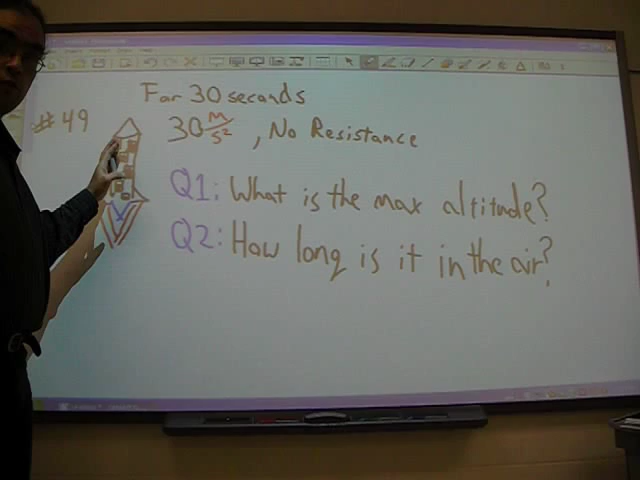 For 30 seconds
#49
30 M/S² , No Resistance
Q1: What is the max altitude?
Q2: How long is it in the air?